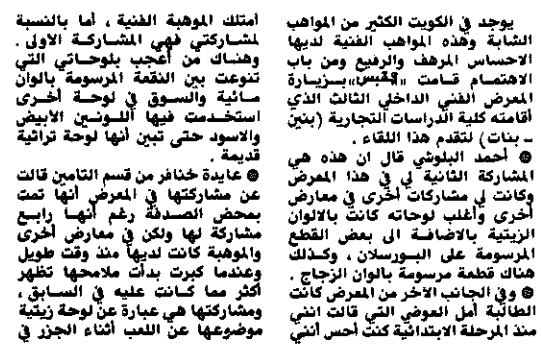 يوجد في الكويت الكثير من المواهب
الشابة وهذه المواهب الفنية لديها
الاحساس المرهف والرفيع ومن باب
الاهتمام قامت «القبس» بزيارة
المعرض الفني الداخلي الثالث الذي
أقامته كلية الدراسات التجارية (بنين
ـ بنات) لتقدم هذا اللقاء .
● أحمد البلوشي قال ان هذه هي
المشاركة الثانية لي في هذا المعرض
وكانت لي مشاركات أخرى في معارض
أخرى وأغلب لوحاته كانت بالالوان
الزيتية بالاضافة الى بعض القطع
المرسومة على البورسلان ، وكذلك
هناك قطعة مرسومة بالوان الزجاج .
● وفي الجانب الآخر من المعرض كانت
الطالبة أمل العوضي التي قالت انني
منذ المرحلة الابتدائية كنت أحس أنني
أمتلك الموهبة الفنية ، أما بالنسبة
لمشاركتي فهي المشاركة الاولى .
وهناك من أعجب بلوحاتي التي
تنوعت بين النقعة المرسومة بالوان
مائية والسوق في لوحة أخرى
استخدمت فيها اللونين الابيض
والاسود حتى تبين أنها لوحة تراثية
قديمة .
● عايدة خنافر من قسم التامين قالت
عن مشاركتها في المعرض أنها تمت
بمحض الصدفة رغم أنها رابع
مشاركة لها ولكن في معارض أخرى
والموهبة كانت لديها منذ وقت طويل
وعندما كبرت بدأت ملامحها تظهر
أكثر مما كانت عليه في السابق ،
ومشاركتها هي عبارة عن لوحة زيتية
موضوعها عن اللعب أثناء الجزر في